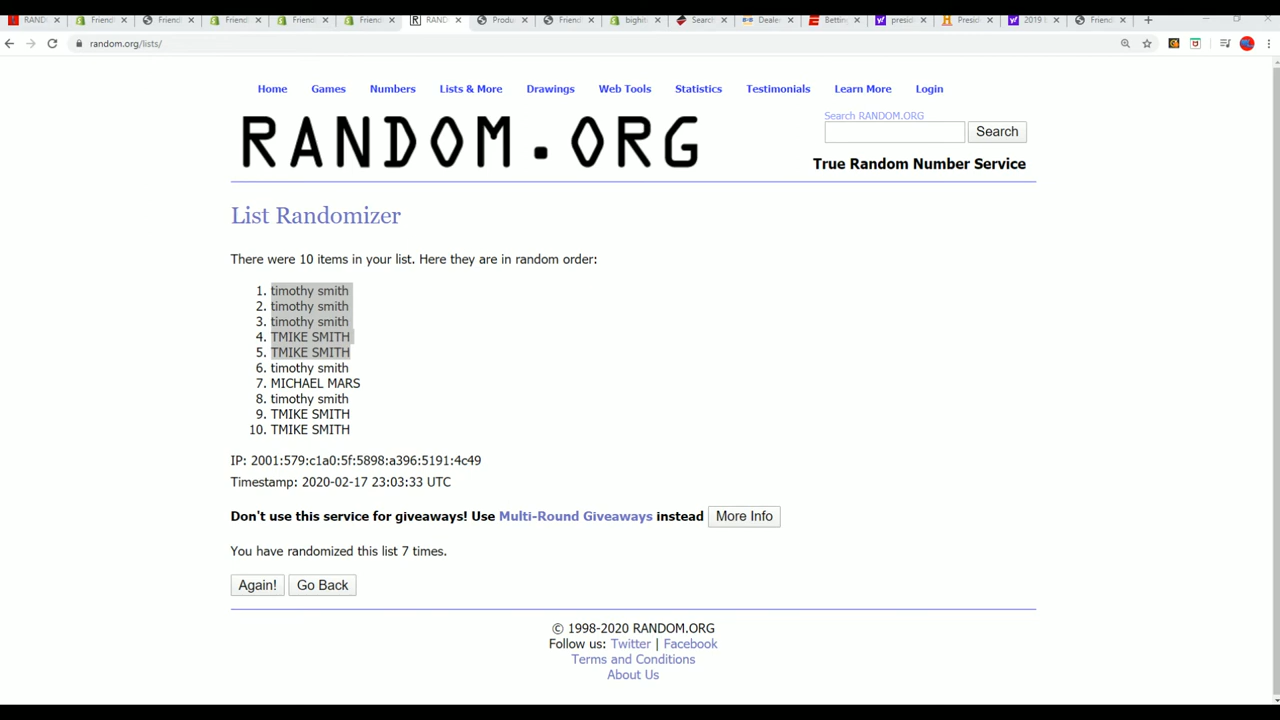 RAND
Friend
Friend
Friend
Friend
Friend
RAND
Produ
Friend
bighit
Search
Dealer
Betting
presid
Presid
2019 l
Friend
random.org/lists/
Home Games Numbers Lists & More Drawings Web Tools Statistics Testimonials Learn More Login
RANDOM.ORG
Search RANDOM.ORG
Search
True Random Number Service
List Randomizer
There were 10 items in your list. Here they are in random order:
1. timothy smith
2. timothy smith
3. timothy smith
4. TMIKE SMITH
5. TMIKE SMITH
6. timothy smith
7. MICHAEL MARS
8. timothy smith
9. TMIKE SMITH
10. TMIKE SMITH
IP: 2001:579:c1a0:5f:5898:a396:5191:4c49
Timestamp: 2020-02-17 23:03:33 UTC
Don't use this service for giveaways! Use Multi-Round Giveaways instead More Info
You have randomized this list 7 times.
Again! Go Back
© 1998-2020 RANDOM.ORG
Follow us: Twitter | Facebook
Terms and Conditions
About Us